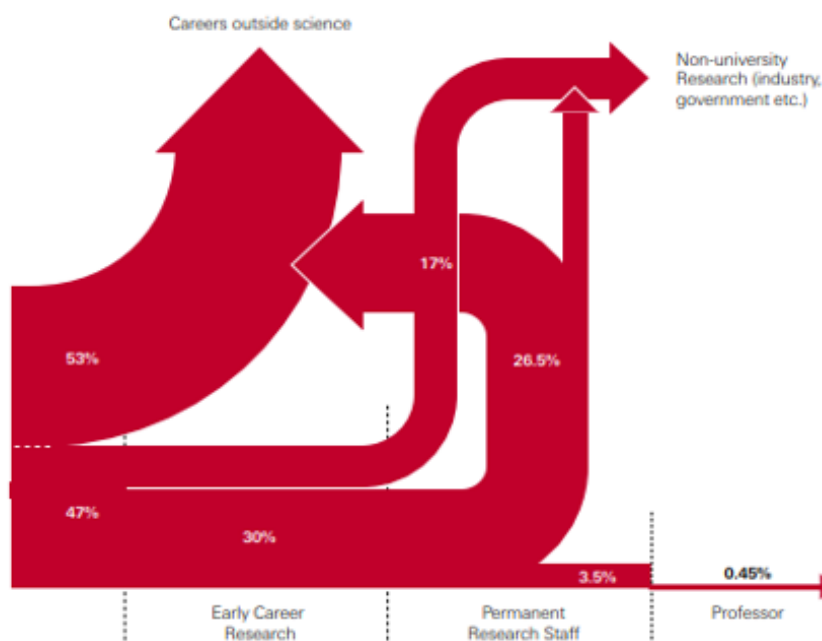 Careers outside science
Non-university
Research (industry,
government etc.)
17%
53%
26.5%
47%
30%
3.5%
0.45%
Early Career
Research
Permanent
Research Staff
Professor